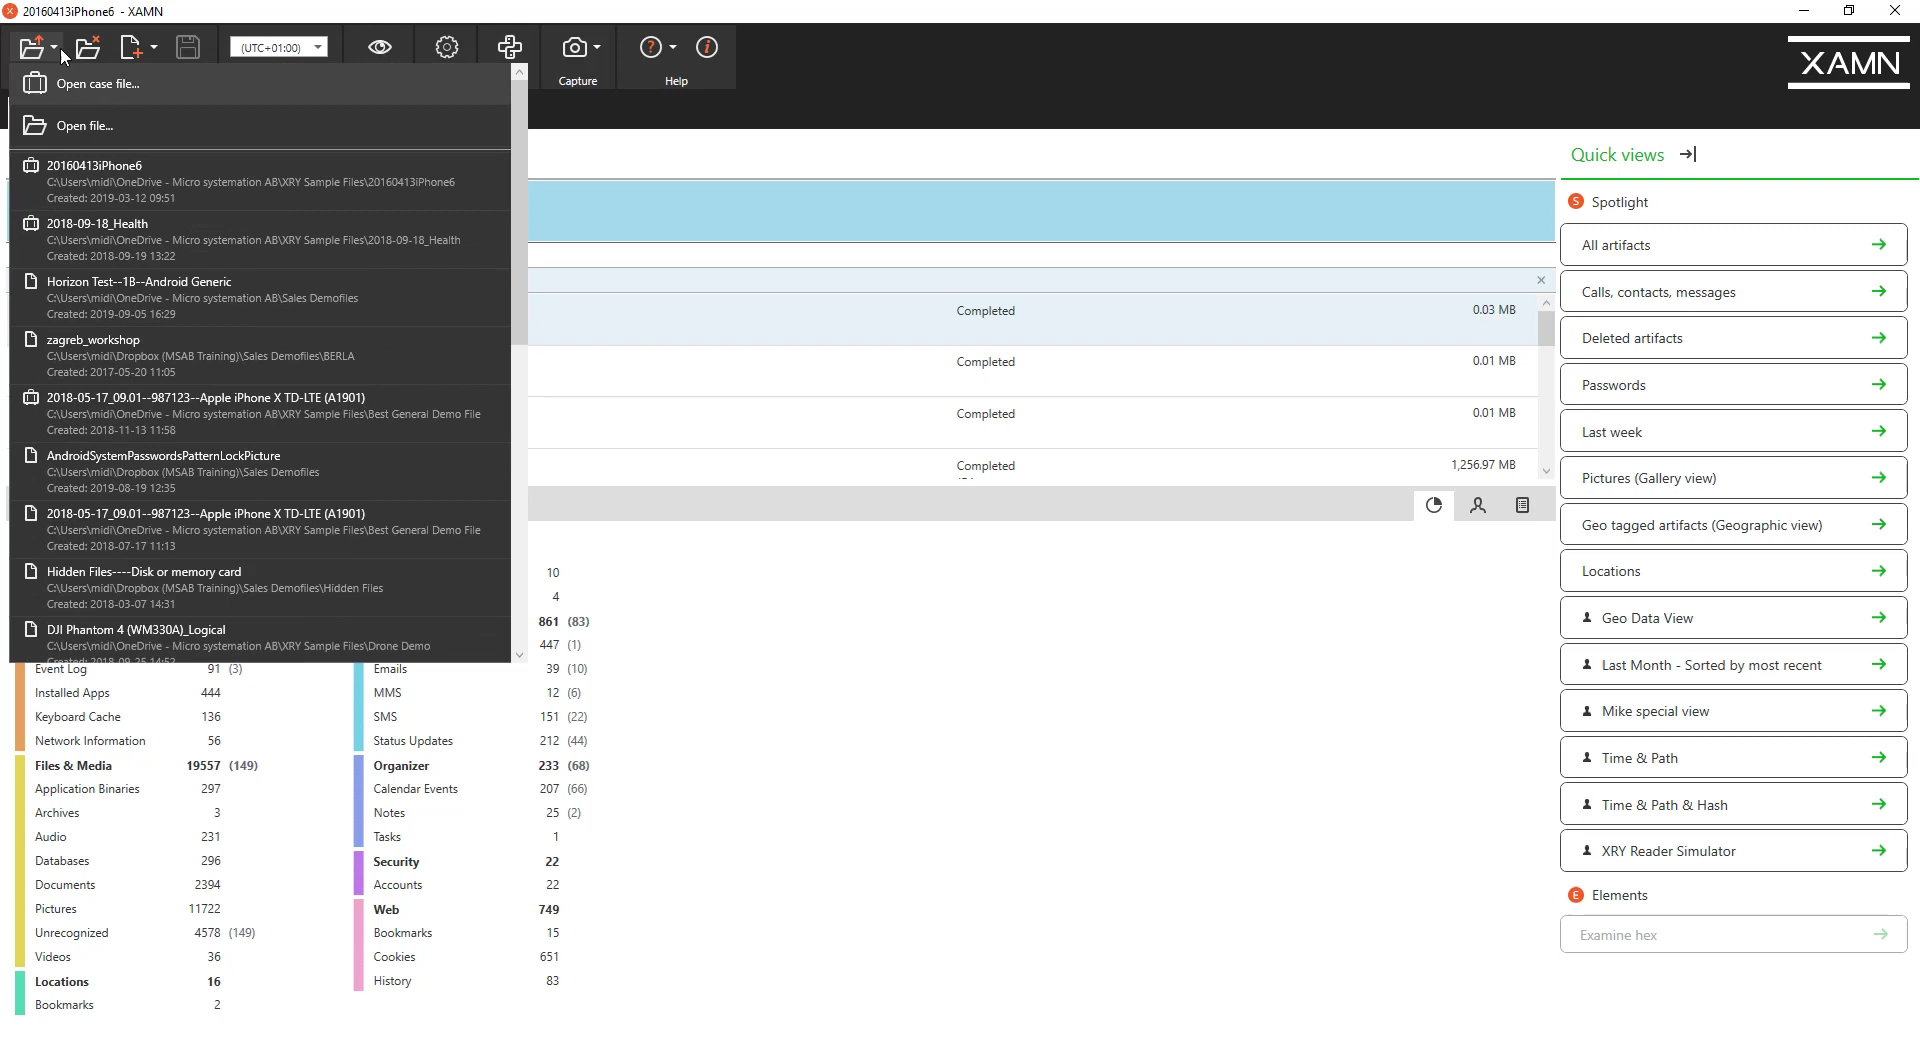 20160413iPhone6 - XAMN
(UTC+01:00)
Capture
Help
XAMN
Open case file...
Open file...
20160413iPhone6
C:\Users\midi\OneDrive - Micro systemation AB\XRY Sample Files\20160413iPhone6
Created: 2019-03-12 09:51
2018-09-18_Health
C:\Users\midi\OneDrive - Micro systemation AB\XRY Sample Files\2018-09-18_Health
Created: 2018-09-19 13:22
Horizon Test--1B--Android Generic
C:\Users\midi\OneDrive - Micro systemation AB\Sales Demofiles
Created: 2019-09-05 16:29
zagreb_workshop
C:\Users\midi\Dropbox (MSAB Training)\Sales Demofiles\BERLA
Created: 2017-05-20 11:05
2018-05-17_09.01--987123--Apple iPhone X TD-LTE (A1901)
C:\Users\midi\OneDrive - Micro systemation AB\XRY Sample Files\Best General Demo File
Created: 2018-11-13 11:58
AndroidSystemPasswordsPatternLockPicture
C:\Users\midi\Dropbox (MSAB Training)\Sales Demofiles
Created: 2019-08-19 12:35
2018-05-17_09.01--987123--Apple iPhone X TD-LTE (A1901)
C:\Users\midi\OneDrive - Micro systemation AB\XRY Sample Files\Best General Demo File
Created: 2018-07-17 11:13
Hidden Files----Disk or memory card
C:\Users\midi\Dropbox (MSAB Training)\Sales Demofiles\Hidden Files
Created: 2018-03-07 14:31
DJI Phantom 4 (WM330A)_Logical
C:\Users\midi\OneDrive - Micro systemation AB\XRY Sample Files\Drone Demo
Created: 2018-09-25 14:52
Completed 0.03 MB
Completed 0.01 MB
Completed 0.01 MB
Completed 1,256.97 MB
10
4
861 (83)
447 (1)
Event Log 91 (3)
Installed Apps 444
Keyboard Cache 136
Network Information 56
Files & Media 19557 (149)
Application Binaries 297
Archives 3
Audio 231
Databases 296
Documents 2394
Pictures 11722
Unrecognized 4578 (149)
Videos 36
Locations 16
Bookmarks 2
Emails 39 (10)
MMS 12 (6)
SMS 151 (22)
Status Updates 212 (44)
Organizer 233 (68)
Calendar Events 207 (66)
Notes 25 (2)
Tasks 1
Security 22
Accounts 22
Web 749
Bookmarks 15
Cookies 651
History 83
Quick views
S Spotlight
All artifacts
Calls, contacts, messages
Deleted artifacts
Passwords
Last week
Pictures (Gallery view)
Geo tagged artifacts (Geographic view)
Locations
Geo Data View
Last Month - Sorted by most recent
Mike special view
Time & Path
Time & Path & Hash
XRY Reader Simulator
E Elements
Examine hex